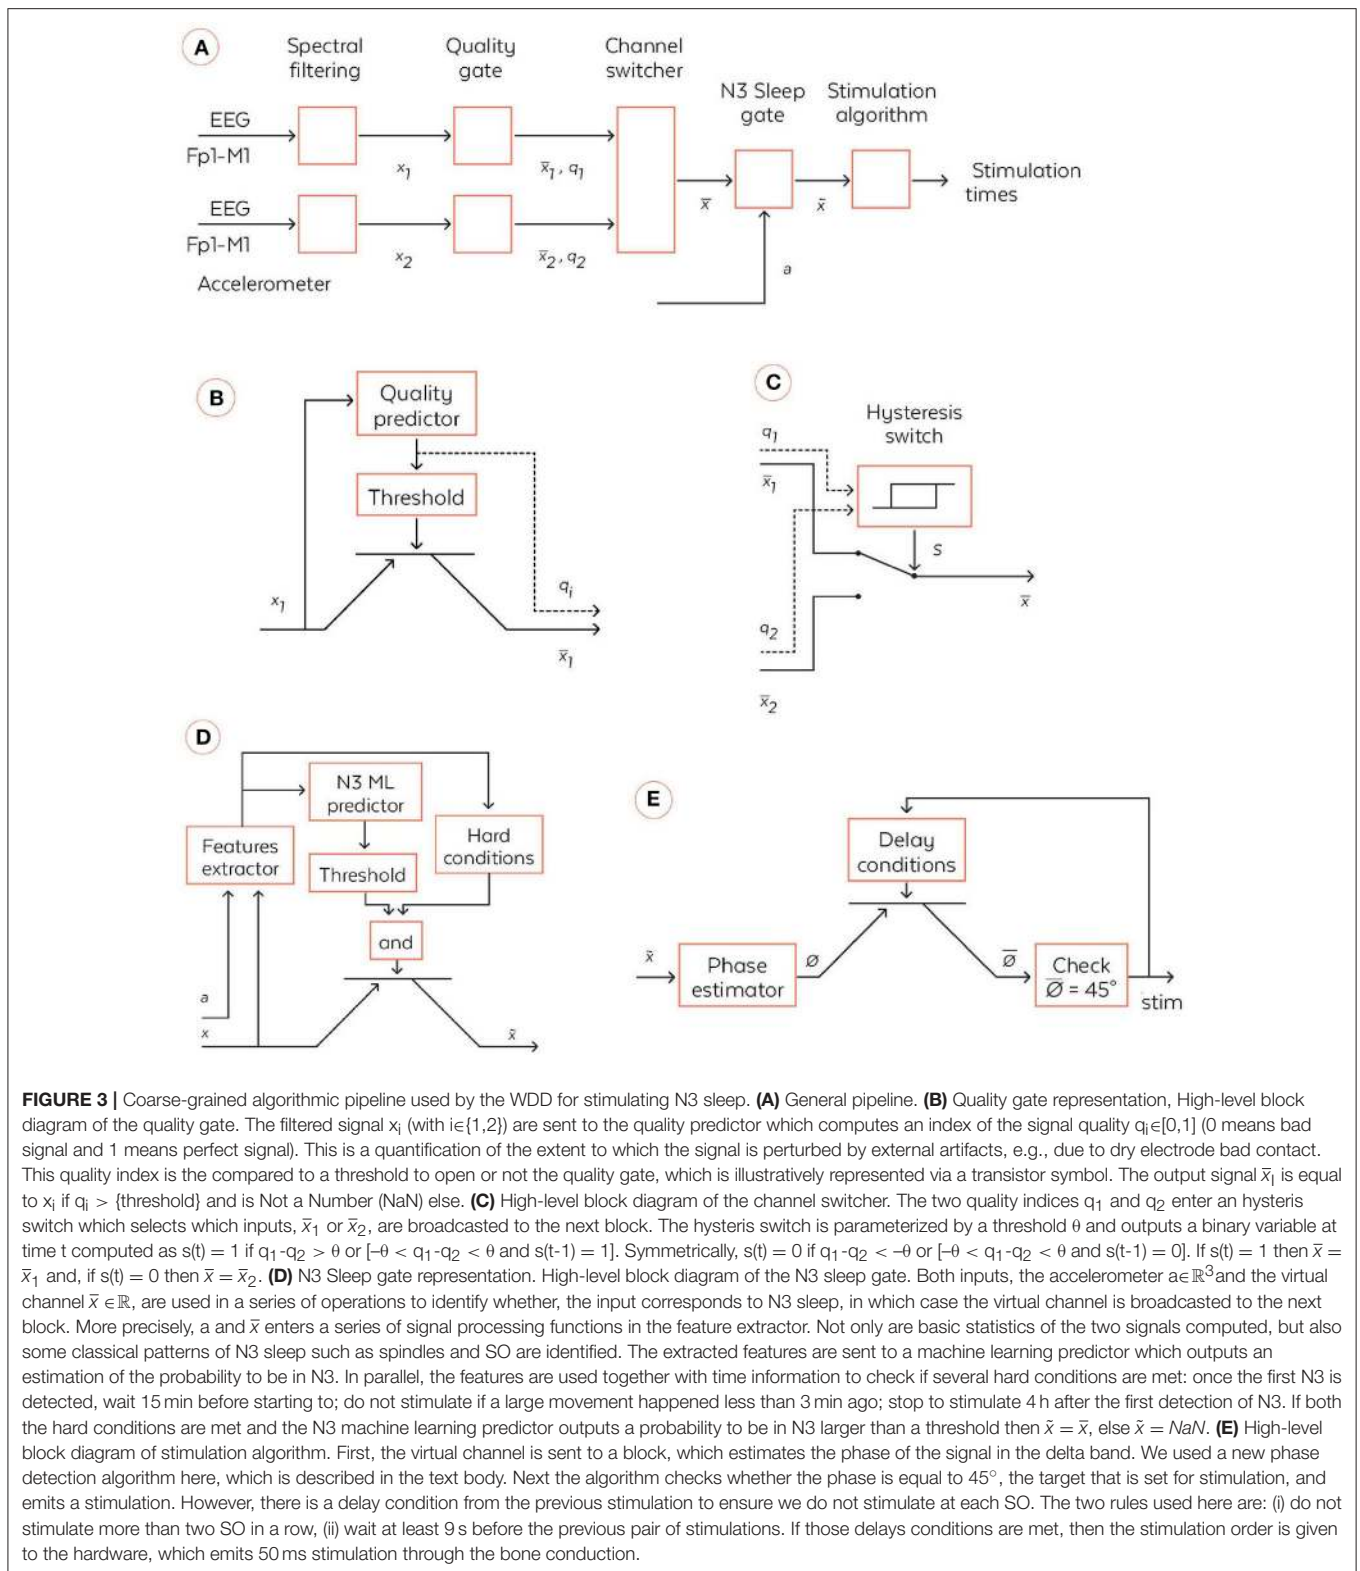 A
Spectral
filtering
Quality
gate
Channel
switcher
N3 Sleep
gate
Stimulation
algorithm
EEG
Fp1-M1
x1
x̅1, q1
EEG
Fp1-M1
x2
x̅2, q2
Accelerometer
x̅
x̃
a
Stimulation
times
B
Quality
predictor
Threshold
x1
qi
x̅1
C
Hysteresis
switch
q1
x̅1
s
x̅
q2
x̅2
D
N3 ML
predictor
Features
extractor
Threshold
Hard
conditions
and
a
x
x̃
E
Delay
conditions
x̃
Phase
estimator
Ø
Ø̅
Check
Ø̅ = 45°
stim
FIGURE 3 | Coarse-grained algorithmic pipeline used by the WDD for stimulating N3 sleep. (A) General pipeline. (B) Quality gate representation, High-level block
diagram of the quality gate. The filtered signal xi (with i∈{1,2}) are sent to the quality predictor which computes an index of the signal quality qi∈[0,1] (0 means bad
signal and 1 means perfect signal). This is a quantification of the extent to which the signal is perturbed by external artifacts, e.g., due to dry electrode bad contact.
This quality index is the compared to a threshold to open or not the quality gate, which is illustratively represented via a transistor symbol. The output signal x̅I is equal
to xi if qi > {threshold} and is Not a Number (NaN) else. (C) High-level block diagram of the channel switcher. The two quality indices q1 and q2 enter an hysteris
switch which selects which inputs, x̅1 or x̅2, are broadcasted to the next block. The hysteris switch is parameterized by a threshold θ and outputs a binary variable at
time t computed as s(t) = 1 if q1-q2 > θ or [–θ < q1-q2 < θ and s(t-1) = 1]. Symmetrically, s(t) = 0 if q1-q2 < –θ or [–θ < q1-q2 < θ and s(t-1) = 0]. If s(t) = 1 then x̅ =
x̅1 and, if s(t) = 0 then x̅ = x̅2. (D) N3 Sleep gate representation. High-level block diagram of the N3 sleep gate. Both inputs, the accelerometer a∈ℝ3and the virtual
channel x̅ ∈ℝ, are used in a series of operations to identify whether, the input corresponds to N3 sleep, in which case the virtual channel is broadcasted to the next
block. More precisely, a and x̅ enters a series of signal processing functions in the feature extractor. Not only are basic statistics of the two signals computed, but also
some classical patterns of N3 sleep such as spindles and SO are identified. The extracted features are sent to a machine learning predictor which outputs an
estimation of the probability to be in N3. In parallel, the features are used together with time information to check if several hard conditions are met: once the first N3 is
detected, wait 15 min before starting to; do not stimulate if a large movement happened less than 3 min ago; stop to stimulate 4 h after the first detection of N3. If both
the hard conditions are met and the N3 machine learning predictor outputs a probability to be in N3 larger than a threshold then x̃ = x̅, else x̃ = NaN. (E) High-level
block diagram of stimulation algorithm. First, the virtual channel is sent to a block, which estimates the phase of the signal in the delta band. We used a new phase
detection algorithm here, which is described in the text body. Next the algorithm checks whether the phase is equal to 45°, the target that is set for stimulation, and
emits a stimulation. However, there is a delay condition from the previous stimulation to ensure we do not stimulate at each SO. The two rules used here are: (i) do not
stimulate more than two SO in a row, (ii) wait at least 9 s before the previous pair of stimulations. If those delays conditions are met, then the stimulation order is given
to the hardware, which emits 50 ms stimulation through the bone conduction.